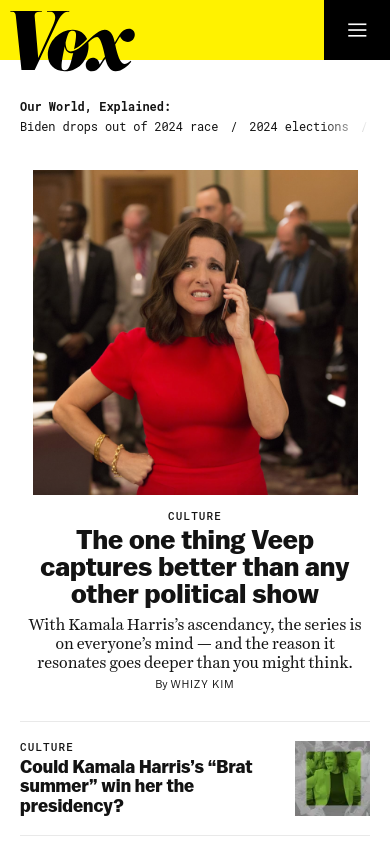 Vox
Our World, Explained:
Biden drops out of 2024 race / 2024 elections /
CULTURE
The one thing Veep
captures better than any
other political show
With Kamala Harris’s ascendancy, the series is
on everyone’s mind — and the reason it
resonates goes deeper than you might think.
By WHIZY KIM
CULTURE
Could Kamala Harris’s “Brat
summer” win her the
presidency?